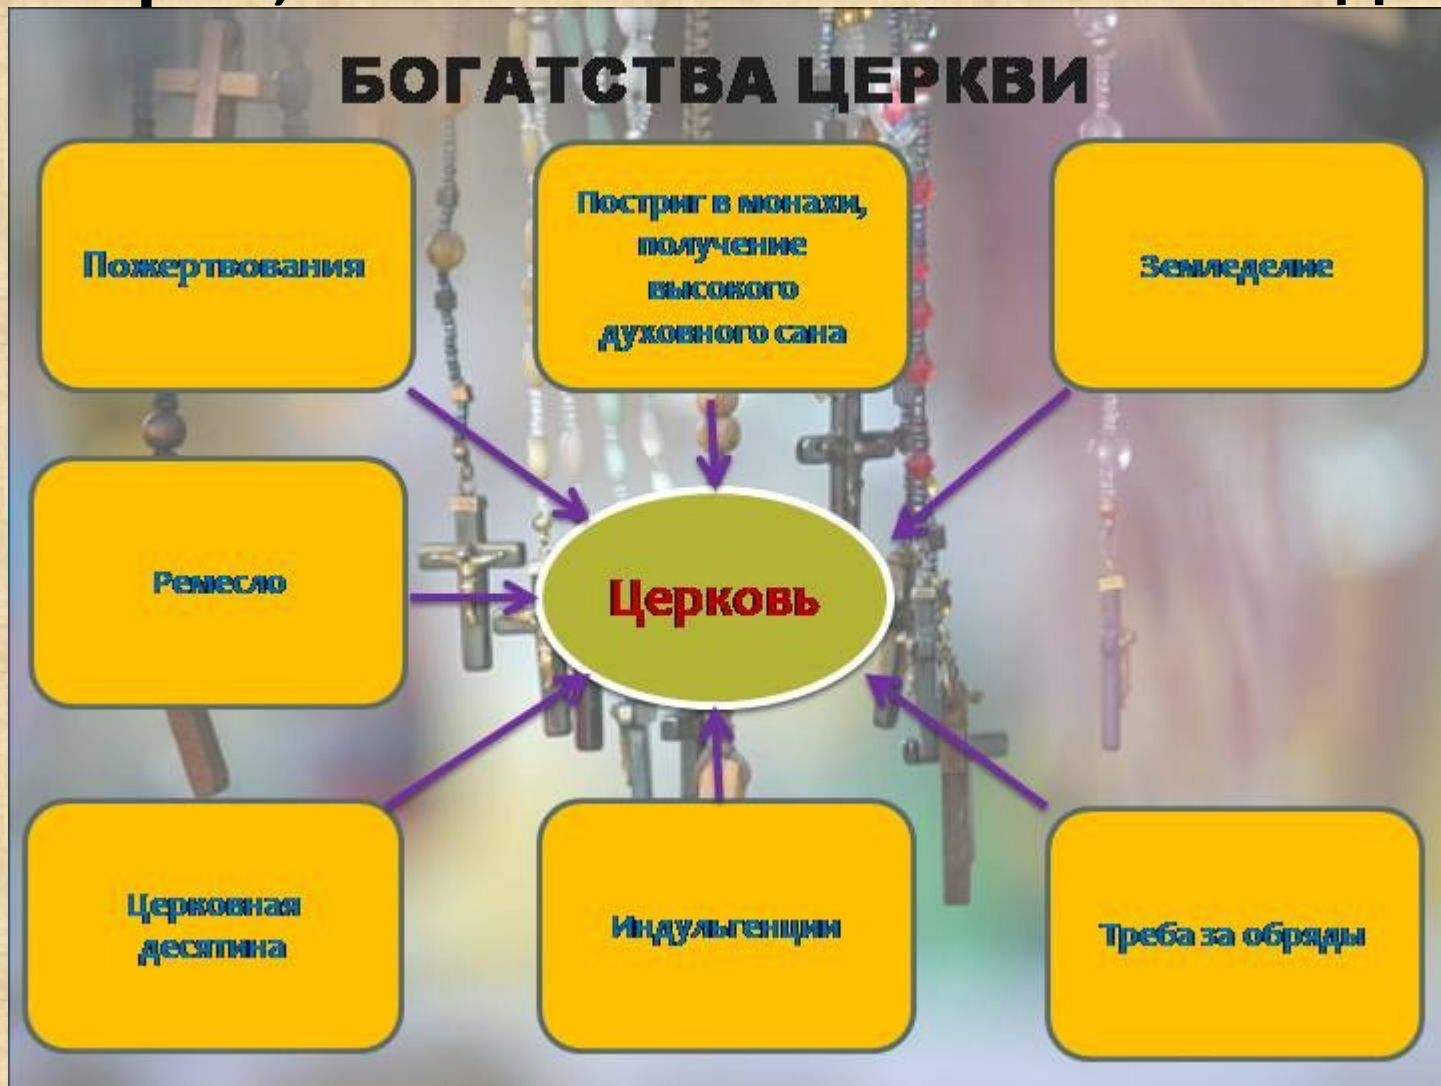 БОГАТСТВА ЦЕРКВИ
Пожертвования
Постриг в монахи,
получение
высокого
духовного сана
Земледелие
Ремесло
Церковь
Церковная
десятина
Индульгенции
Треба за обряды